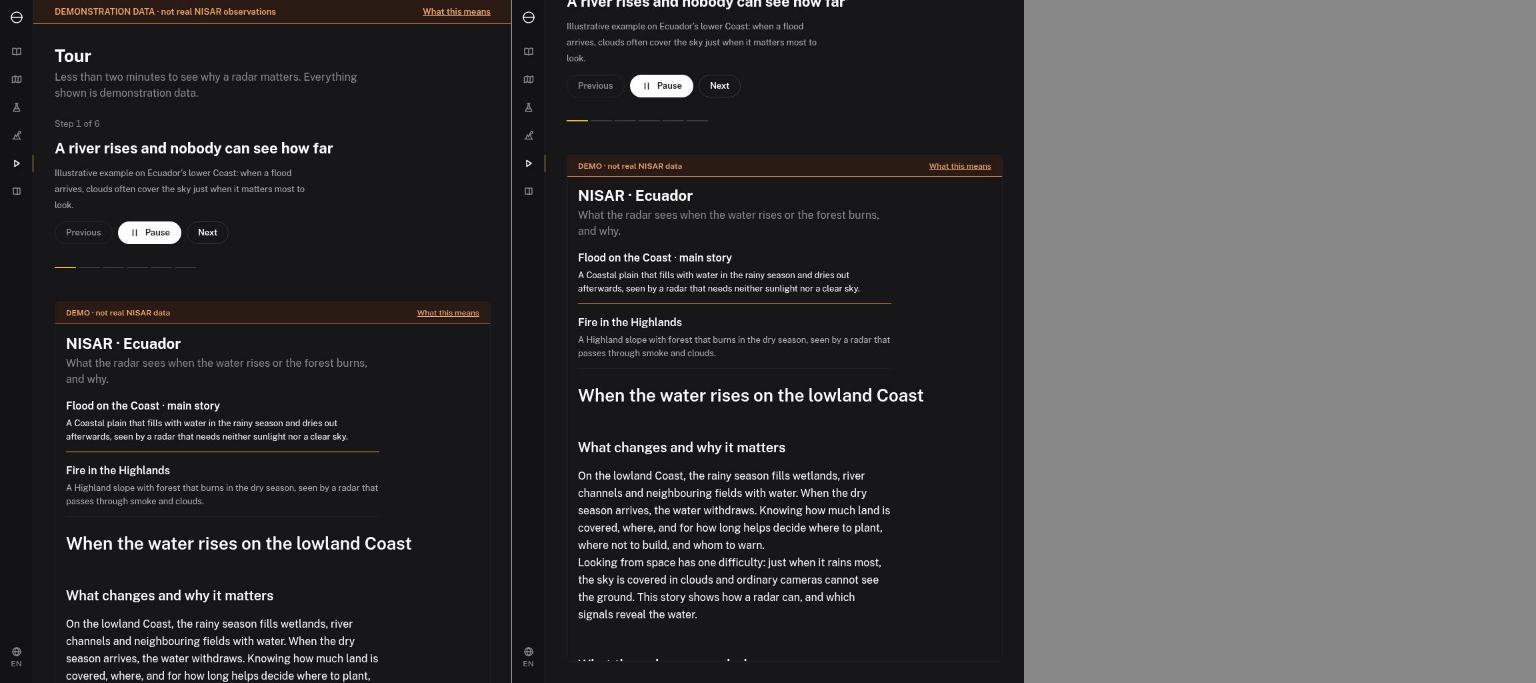 DEMONSTRATION DATA · not real NISAR observations
What this means
Tour
Less than two minutes to see why a radar matters. Everything
shown is demonstration data.
Step 1 of 6
A river rises and nobody can see how far
Illustrative example on Ecuador's lower Coast: when a flood
arrives, clouds often cover the sky just when it matters most to
look.
Previous
Pause
Next
DEMO · not real NISAR data
What this means
NISAR · Ecuador
What the radar sees when the water rises or the forest burns,
and why.
Flood on the Coast · main story
A Coastal plain that fills with water in the rainy season and dries out
afterwards, seen by a radar that needs neither sunlight nor a clear sky.
Fire in the Highlands
A Highland slope with forest that burns in the dry season, seen by a radar that
passes through smoke and clouds.
When the water rises on the lowland Coast
What changes and why it matters
On the lowland Coast, the rainy season fills wetlands, river
channels and neighbouring fields with water. When the dry
season arrives, the water withdraws. Knowing how much land is
covered, where, and for how long helps decide where to plant,
EN
A river rises and nobody can see how far
Illustrative example on Ecuador's lower Coast: when a flood
arrives, clouds often cover the sky just when it matters most to
look.
Previous
Pause
Next
DEMO · not real NISAR data
What this means
NISAR · Ecuador
What the radar sees when the water rises or the forest burns,
and why.
Flood on the Coast · main story
A Coastal plain that fills with water in the rainy season and dries out
afterwards, seen by a radar that needs neither sunlight nor a clear sky.
Fire in the Highlands
A Highland slope with forest that burns in the dry season, seen by a radar that
passes through smoke and clouds.
When the water rises on the lowland Coast
What changes and why it matters
On the lowland Coast, the rainy season fills wetlands, river
channels and neighbouring fields with water. When the dry
season arrives, the water withdraws. Knowing how much land is
covered, where, and for how long helps decide where to plant,
where not to build, and whom to warn.
Looking from space has one difficulty: just when it rains most,
the sky is covered in clouds and ordinary cameras cannot see
the ground. This story shows how a radar can, and which
signals reveal the water.
EN